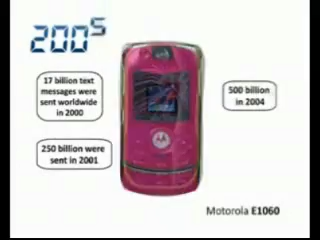 2005
17 billion text
messages were
sent worldwide
in 2000
250 billion were
sent in 2001
500 billion
in 2004
Motorola E1060